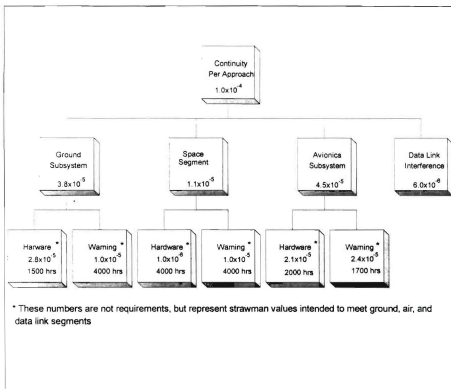 Continuity
Per Approach
1.0x10^-4
Ground
Subsystem
3.8x10^-5
Space
Segment
1.1x10^-5
Avionics
Subsystem
4.5x10^-5
Data Link
Interference
6.0x10^-6
Harware *
2.8x10^-5
1500 hrs
Warning *
1.0x10^-5
4000 hrs
Hardware *
1.0x10^-6
4000 hrs
Warning *
1.0x10^-5
4000 hrs
Hardware *
2.1x10^-5
2000 hrs
Warning *
2.4x10^-5
1700 hrs
* These numbers are not requirements, but represent strawman values intended to meet ground, air, and
data link segments